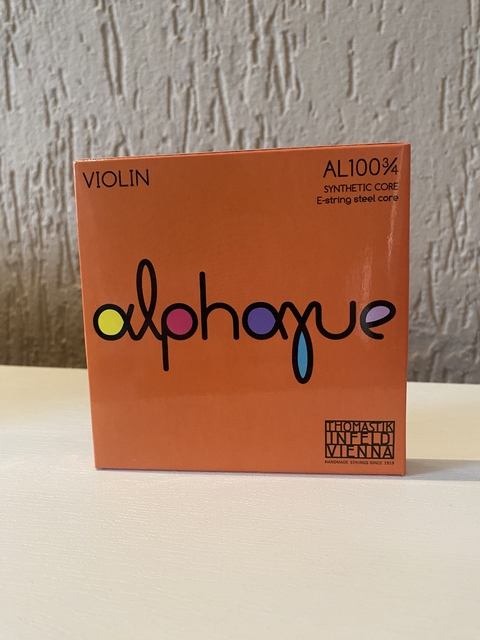 VIOLIN
AL100¾
SYNTHETIC CORE
E-string steel core
alphayue
THOMASTIK
INFELD
VIENNA
HANDMADE STRINGS SINCE 1919